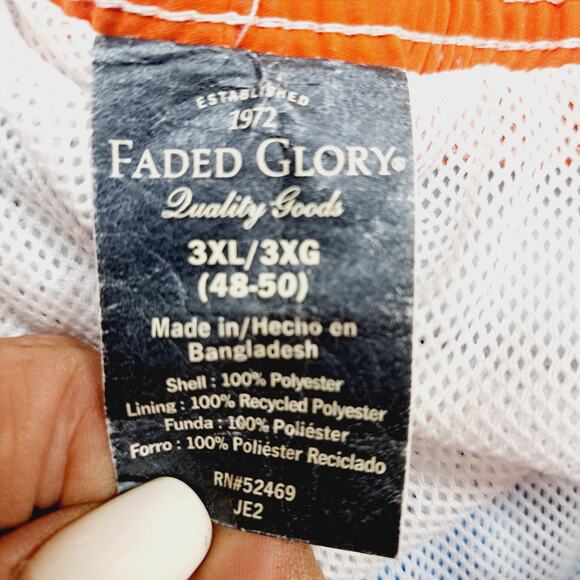 ESTABLISHED
1972
FADED GLORY®
Quality Goods
3XL/3XG
(48-50)
Made in/Hecho en
Bangladesh
Shell : 100% Polyester
Lining : 100% Recycled Polyester
Funda : 100% Poliéster
Forro : 100% Poliéster Reciclado
RN#52469
JE2